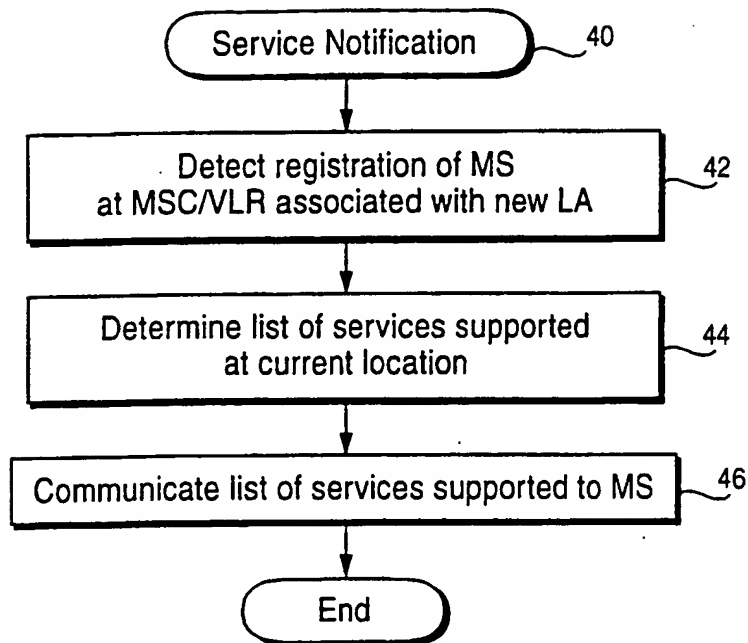 Service Notification
40
Detect registration of MS
at MSC/VLR associated with new LA
42
Determine list of services supported
at current location
44
Communicate list of services supported to MS
46
End